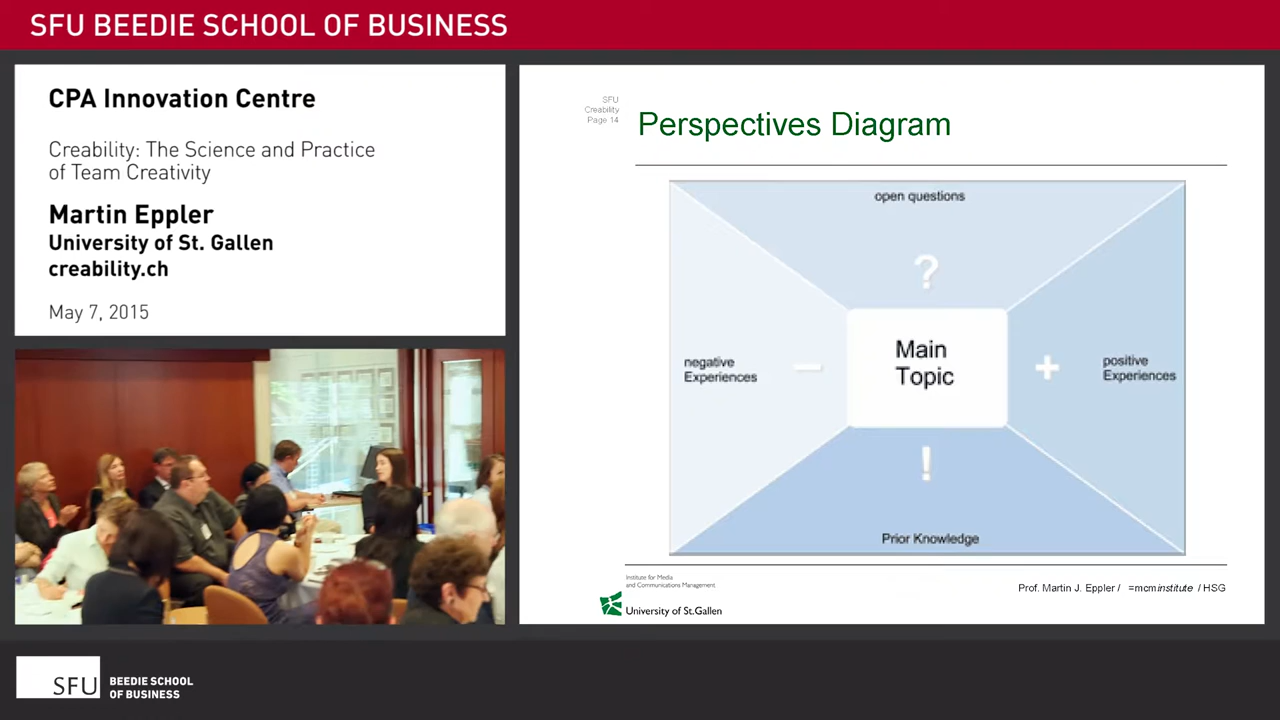 SFU BEEDIE SCHOOL OF BUSINESS
CPA Innovation Centre
Creability: The Science and Practice
of Team Creativity
Martin Eppler
University of St. Gallen
creability.ch
May 7, 2015
SFU
Creability
Page 14
Perspectives Diagram
open questions
?
negative
Experiences
−
Main
Topic
+
positive
Experiences
!
Prior Knowledge
Institute for Media
and Communications Management
University of St.Gallen
Prof. Martin J. Eppler / =mcminstitute / HSG
SFU
BEEDIE SCHOOL
OF BUSINESS